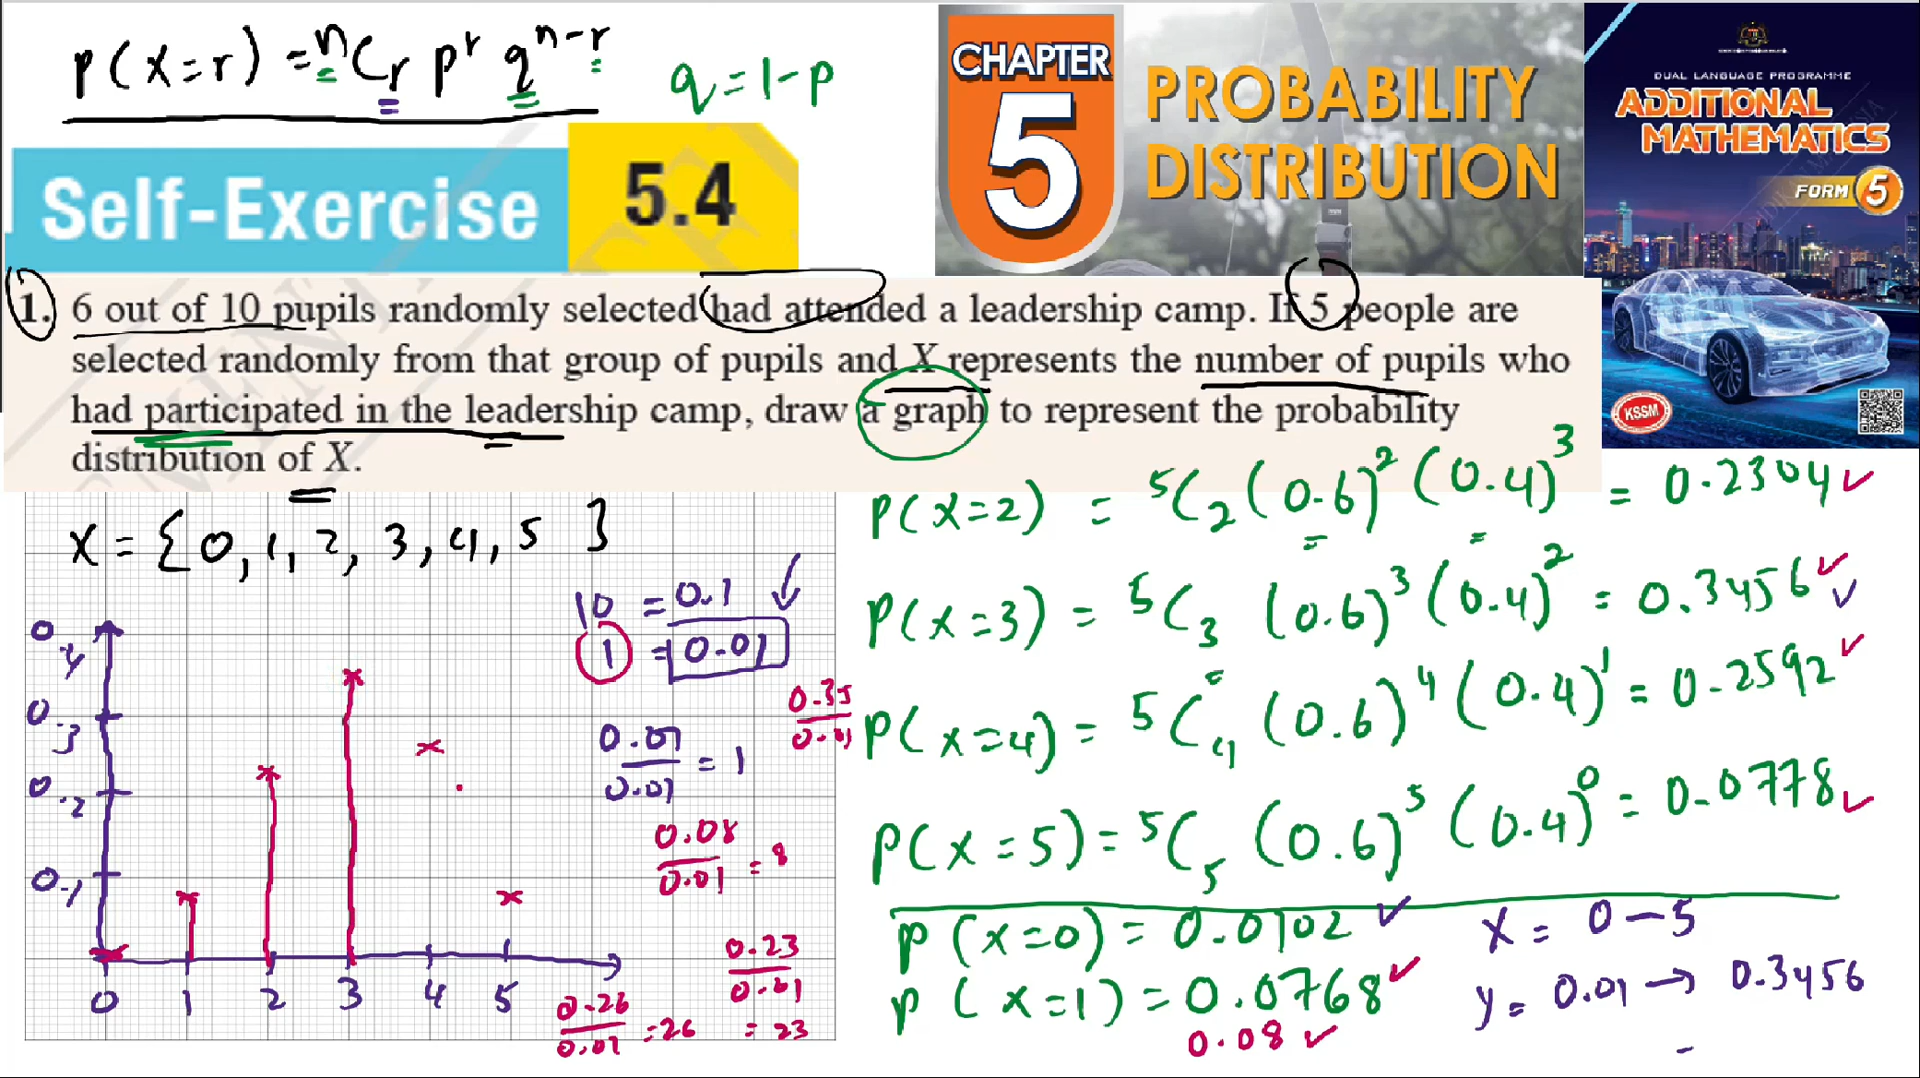 P(X=r) = ⁿCᵣ pʳ qⁿ⁻ʳ
q = 1-p
Self-Exercise 5.4
CHAPTER 5
PROBABILITY
DISTRIBUTION
DUAL LANGUAGE PROGRAMME
ADDITIONAL
MATHEMATICS
FORM 5
KSSM
1. 6 out of 10 pupils randomly selected had attended a leadership camp. If 5 people are
selected randomly from that group of pupils and X represents the number of pupils who
had participated in the leadership camp, draw a graph to represent the probability
distribution of X.
X = { 0, 1, 2, 3, 4, 5 }
10 = 0.1
1 = 0.01
0.4
0.3
0.2
0.1
0 1 2 3 4 5
0.01/0.01 = 1
0.08/0.01 = 8
0.35/0.01
0.23/0.01 = 23
0.26/0.01 = 26
P(X=2) = ⁵C₂ (0.6)² (0.4)³ = 0.2304 ✓
P(X=3) = ⁵C₃ (0.6)³ (0.4)² = 0.3456 ✓ ✓
P(X=4) = ⁵C₄ (0.6)⁴ (0.4)¹ = 0.2592 ✓
P(X=5) = ⁵C₅ (0.6)⁵ (0.4)⁰ = 0.0778 ✓
P(X=0) = 0.0102 ✓
P(X=1) = 0.0768 ✓
0.08 ✓
X = 0 - 5
y = 0.01 → 0.3456